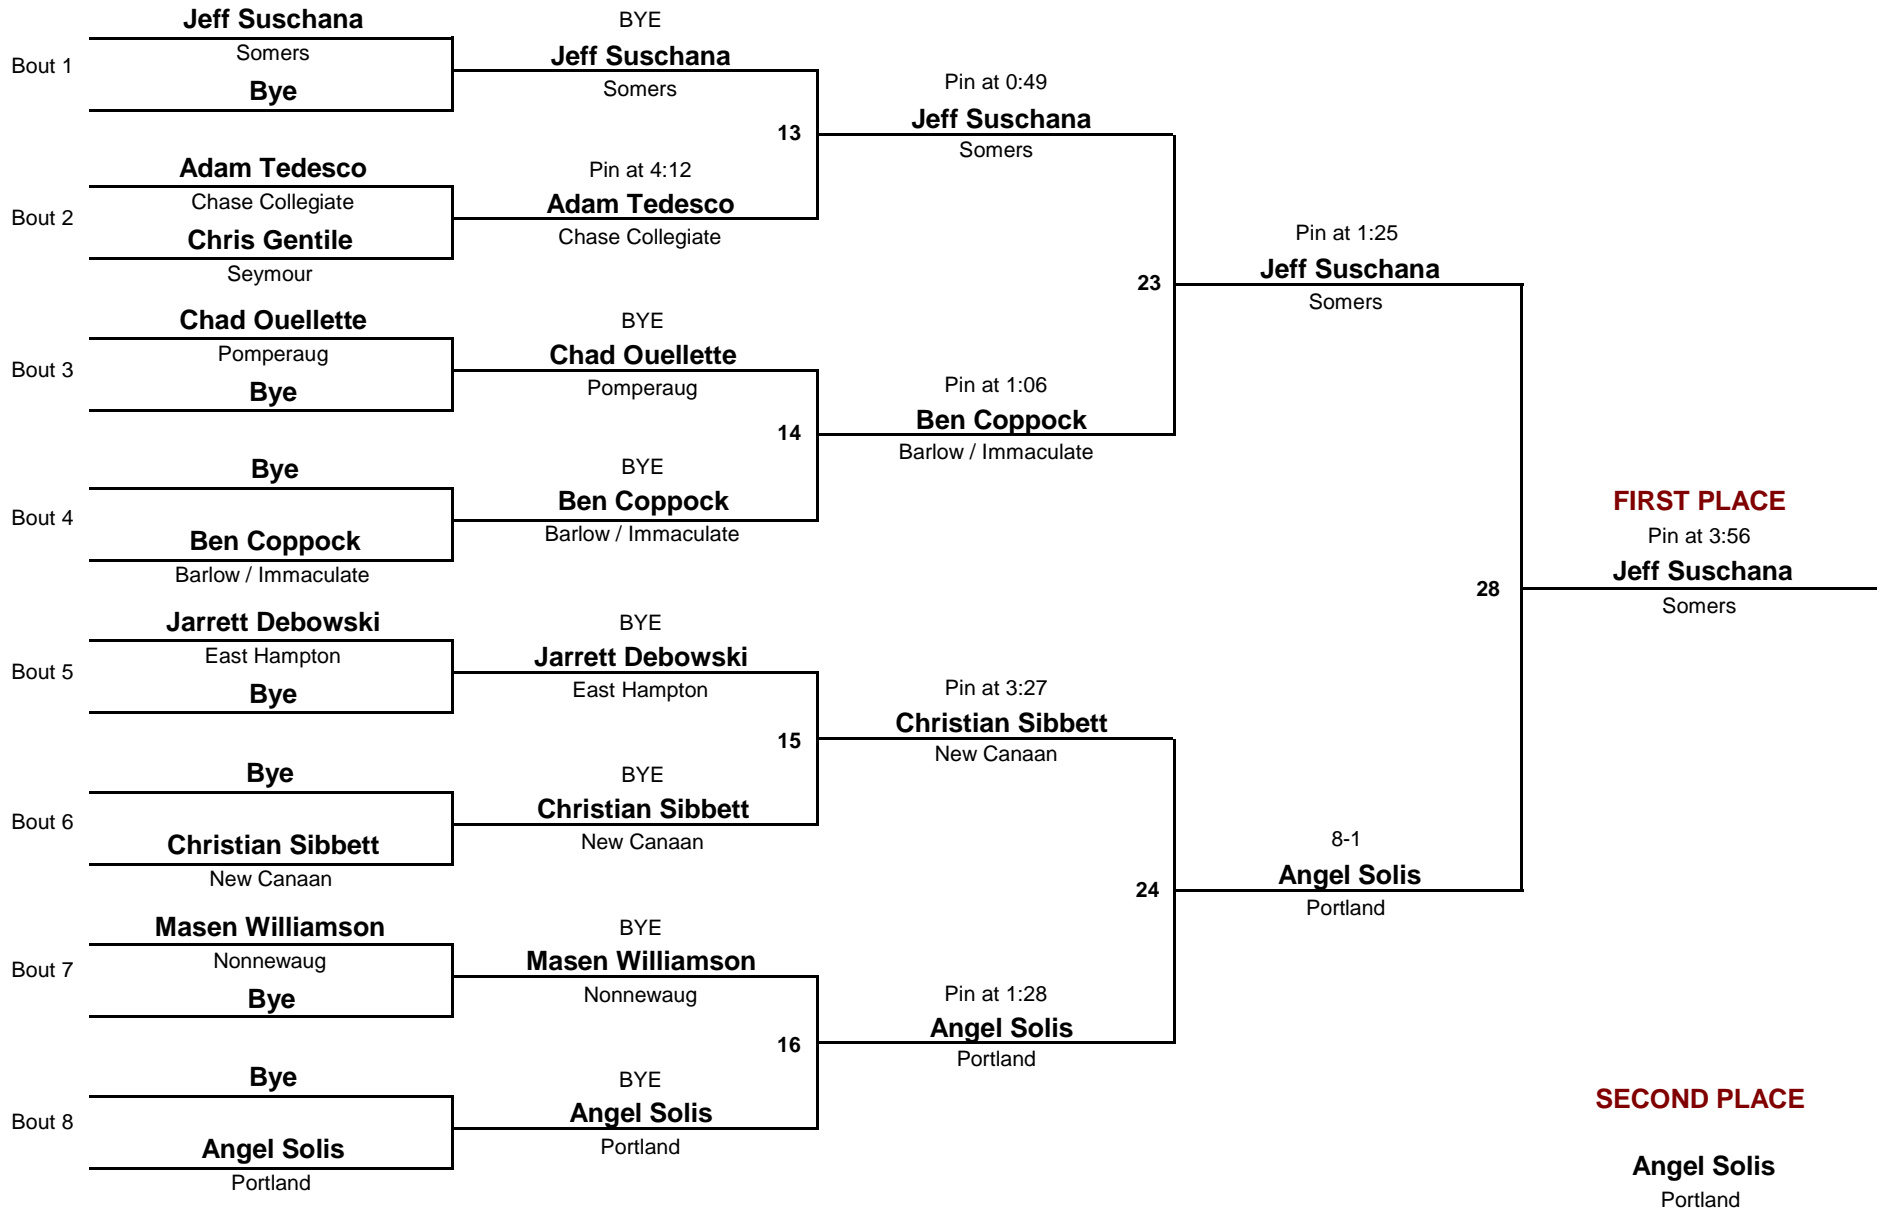 Jeff Suschana
Somers
Bout 1
Bye
Adam Tedesco
Chase Collegiate
Bout 2
Chris Gentile
Seymour
Chad Ouellette
Pomperaug
Bout 3
Bye
Bye
Bout 4
Ben Coppock
Barlow / Immaculate
Jarrett Debowski
East Hampton
Bout 5
Bye
Bye
Bout 6
Christian Sibbett
New Canaan
Masen Williamson
Nonnewaug
Bout 7
Bye
Bye
Bout 8
Angel Solis
Portland
BYE
Jeff Suschana
Somers
13
Pin at 4:12
Adam Tedesco
Chase Collegiate
BYE
Chad Ouellette
Pomperaug
14
BYE
Ben Coppock
Barlow / Immaculate
BYE
Jarrett Debowski
East Hampton
15
BYE
Christian Sibbett
New Canaan
BYE
Masen Williamson
Nonnewaug
16
BYE
Angel Solis
Portland
Pin at 0:49
Jeff Suschana
Somers
23
Pin at 1:06
Ben Coppock
Barlow / Immaculate
Pin at 3:27
Christian Sibbett
New Canaan
24
Pin at 1:28
Angel Solis
Portland
Pin at 1:25
Jeff Suschana
Somers
28
8-1
Angel Solis
Portland
FIRST PLACE
Pin at 3:56
Jeff Suschana
Somers
SECOND PLACE
Angel Solis
Portland